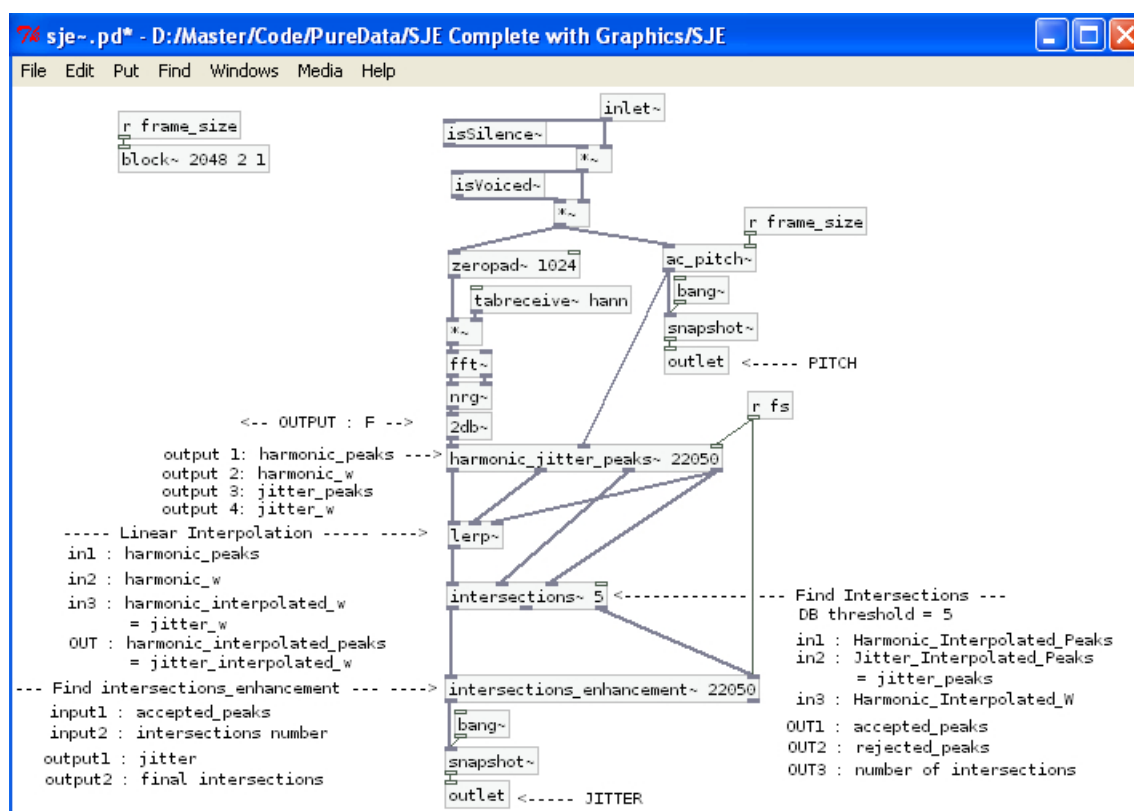 sje~.pd* - D:/Master/Code/PureData/SJE Complete with Graphics/SJE
File Edit Put Find Windows Media Help
inlet~
r frame_size
isSilence~
block~ 2048 2 1
*~
isVoiced~
*~
r frame_size
zeropad~ 1024
ac_pitch~
tabreceive~ hann
bang~
*~
snapshot~
fft~
outlet <----- PITCH
nrg~
r fs
<-- OUTPUT : F -->
2db~
output 1: harmonic_peaks --->
harmonic_jitter_peaks~ 22050
output 2: harmonic_w
output 3: jitter_peaks
output 4: jitter_w
----- Linear Interpolation ----- ---->
lerp~
in1 : harmonic_peaks
in2 : harmonic_w
in3 : harmonic_interpolated_w
= jitter_w
OUT : harmonic_interpolated_peaks
= jitter_interpolated_w
intersections~ 5
<------------ --- Find Intersections ---
DB threshold = 5
in1 : Harmonic_Interpolated_Peaks
in2 : Jitter_Interpolated_Peaks
= jitter_peaks
in3 : Harmonic_Interpolated_W
OUT1 : accepted_peaks
OUT2 : rejected_peaks
OUT3 : number of intersections
--- Find intersections_enhancement --- ---->
intersections_enhancement~ 22050
input1 : accepted_peaks
input2 : intersections number
output1 : jitter
output2 : final intersections
bang~
snapshot~
outlet <----- JITTER